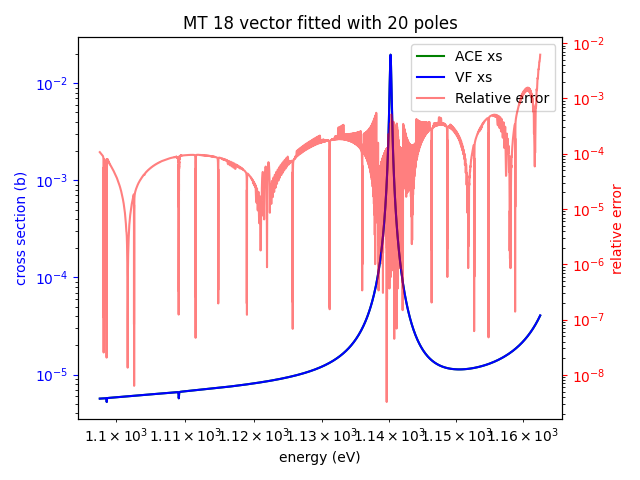 MT 18 vector fitted with 20 poles
ACE xs
VF xs
Relative error
cross section (b)
10⁻²
10⁻³
10⁻⁴
10⁻⁵
10⁻²
10⁻³
10⁻⁴
10⁻⁵
10⁻⁶
10⁻⁷
10⁻⁸
relative error
1.1 × 10³ 1.11 × 10³ 1.12 × 10³ 1.13 × 10³ 1.14 × 10³ 1.15 × 10³ 1.16 × 10³
energy (eV)